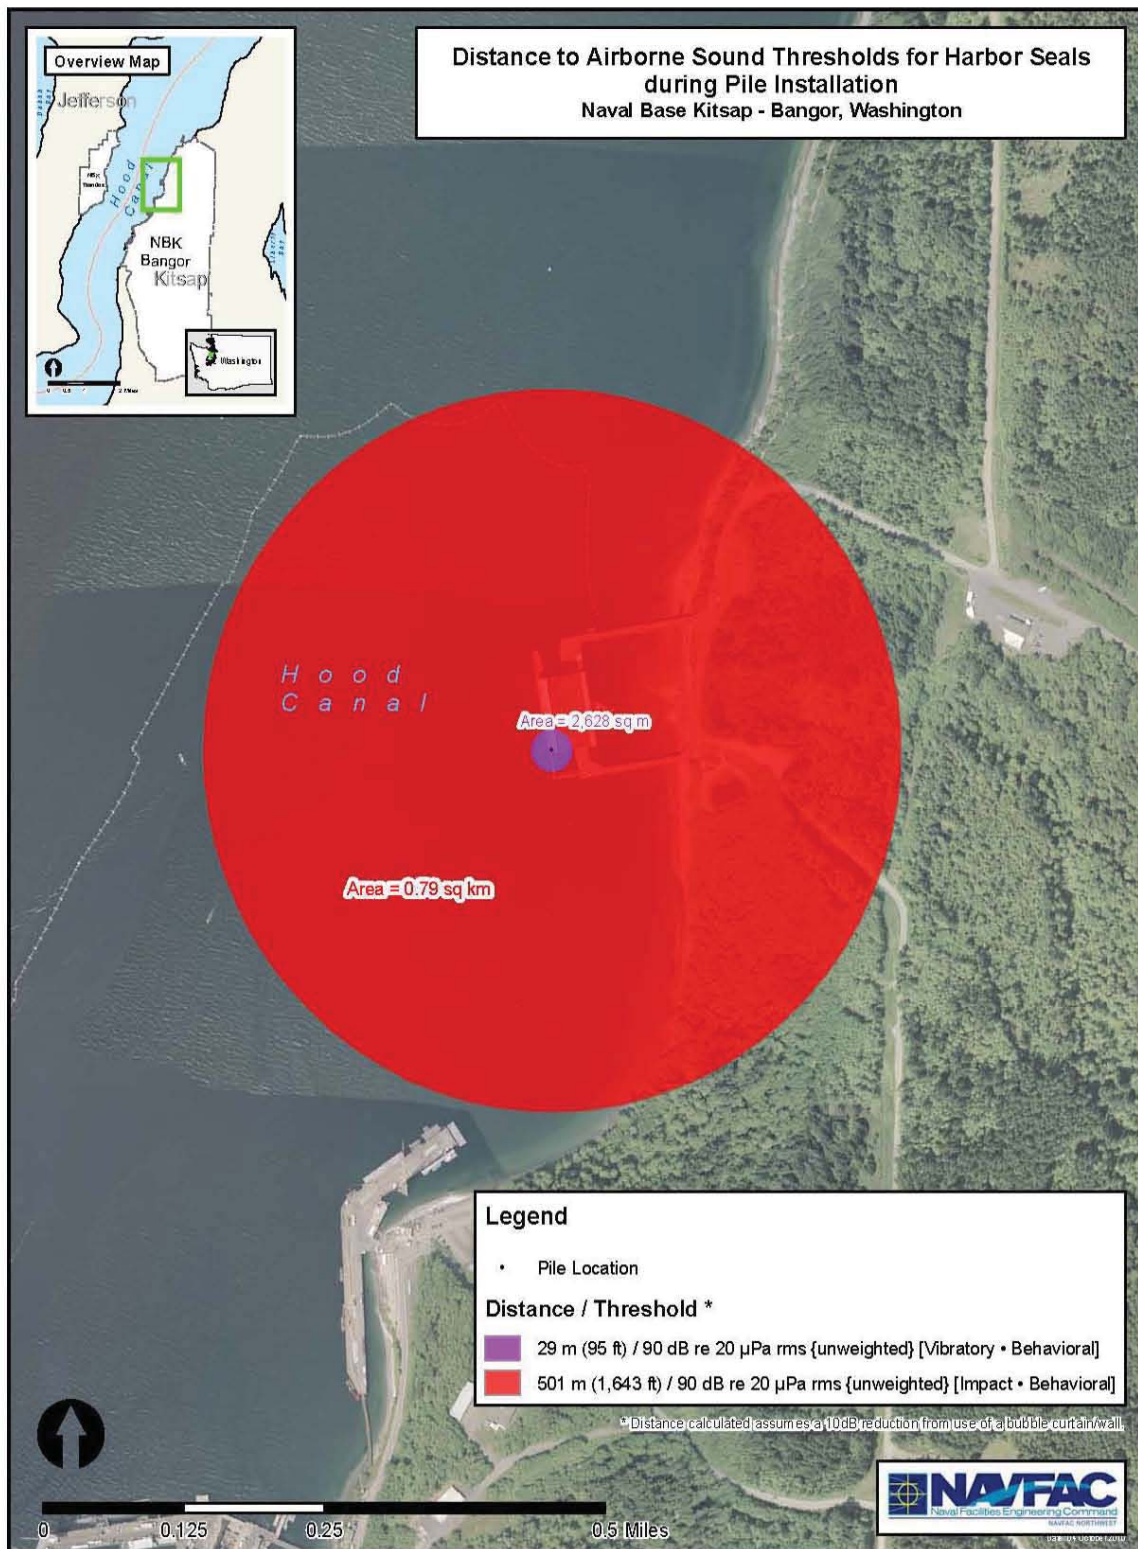 Overview Map
Jefferson
Hood
Canal
NBK
Bangor
Kitsap
Washington
Distance to Airborne Sound Thresholds for Harbor Seals
during Pile Installation
Naval Base Kitsap - Bangor, Washington
Hood
Canal
Area = 2,628 sq m
Area = 0.79 sq km
Legend
Pile Location
Distance / Threshold *
29 m (95 ft) / 90 dB re 20 µPa rms {unweighted} [Vibratory • Behavioral]
501 m (1,643 ft) / 90 dB re 20 µPa rms {unweighted} [Impact • Behavioral]
* Distance calculated assumes a 10dB reduction from use of a bubble curtain/wall.
0 0.125 0.25 0.5 Miles
NAVFAC
Naval Facilities Engineering Command
NAVFAC NORTHWEST